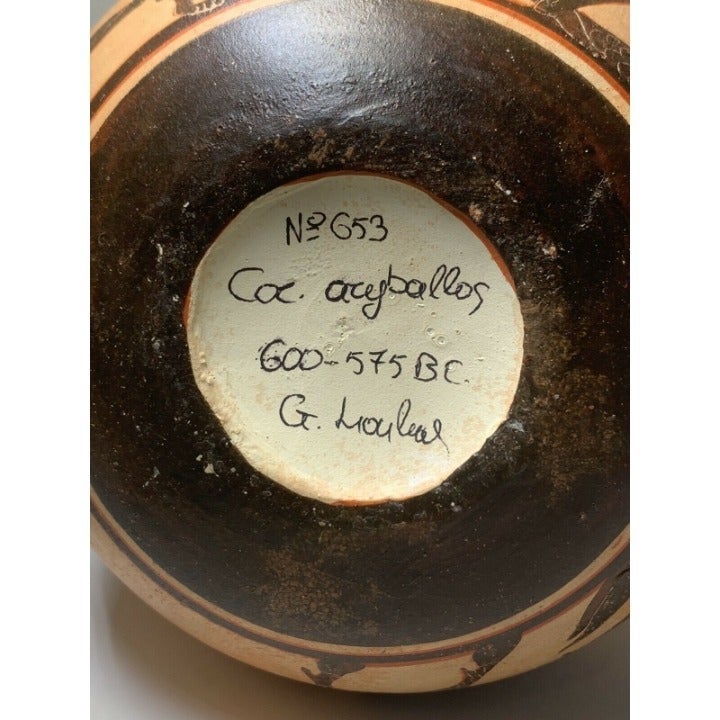 Nº 653
Cor. aryballos
600-575 BC.
G.